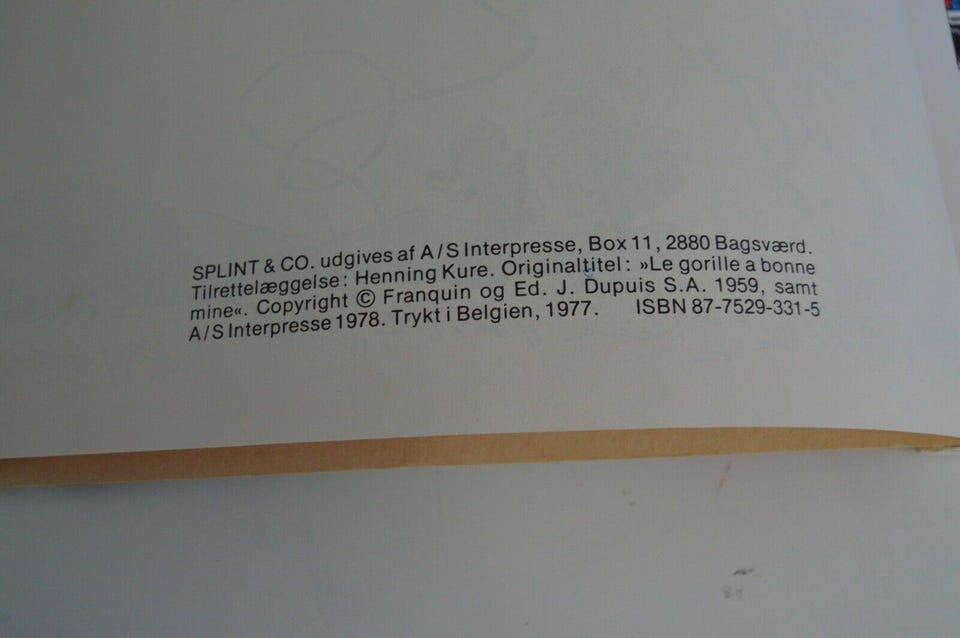 SPLINT & CO. udgives af A/S Interpresse, Box 11, 2880 Bagsværd.
Tilrettelæggelse: Henning Kure. Originaltitel: »Le gorille a bonne
mine«. Copyright © Franquin og Ed. J. Dupuis S.A. 1959, samt
A/S Interpresse 1978. Trykt i Belgien, 1977. ISBN 87-7529-331-5